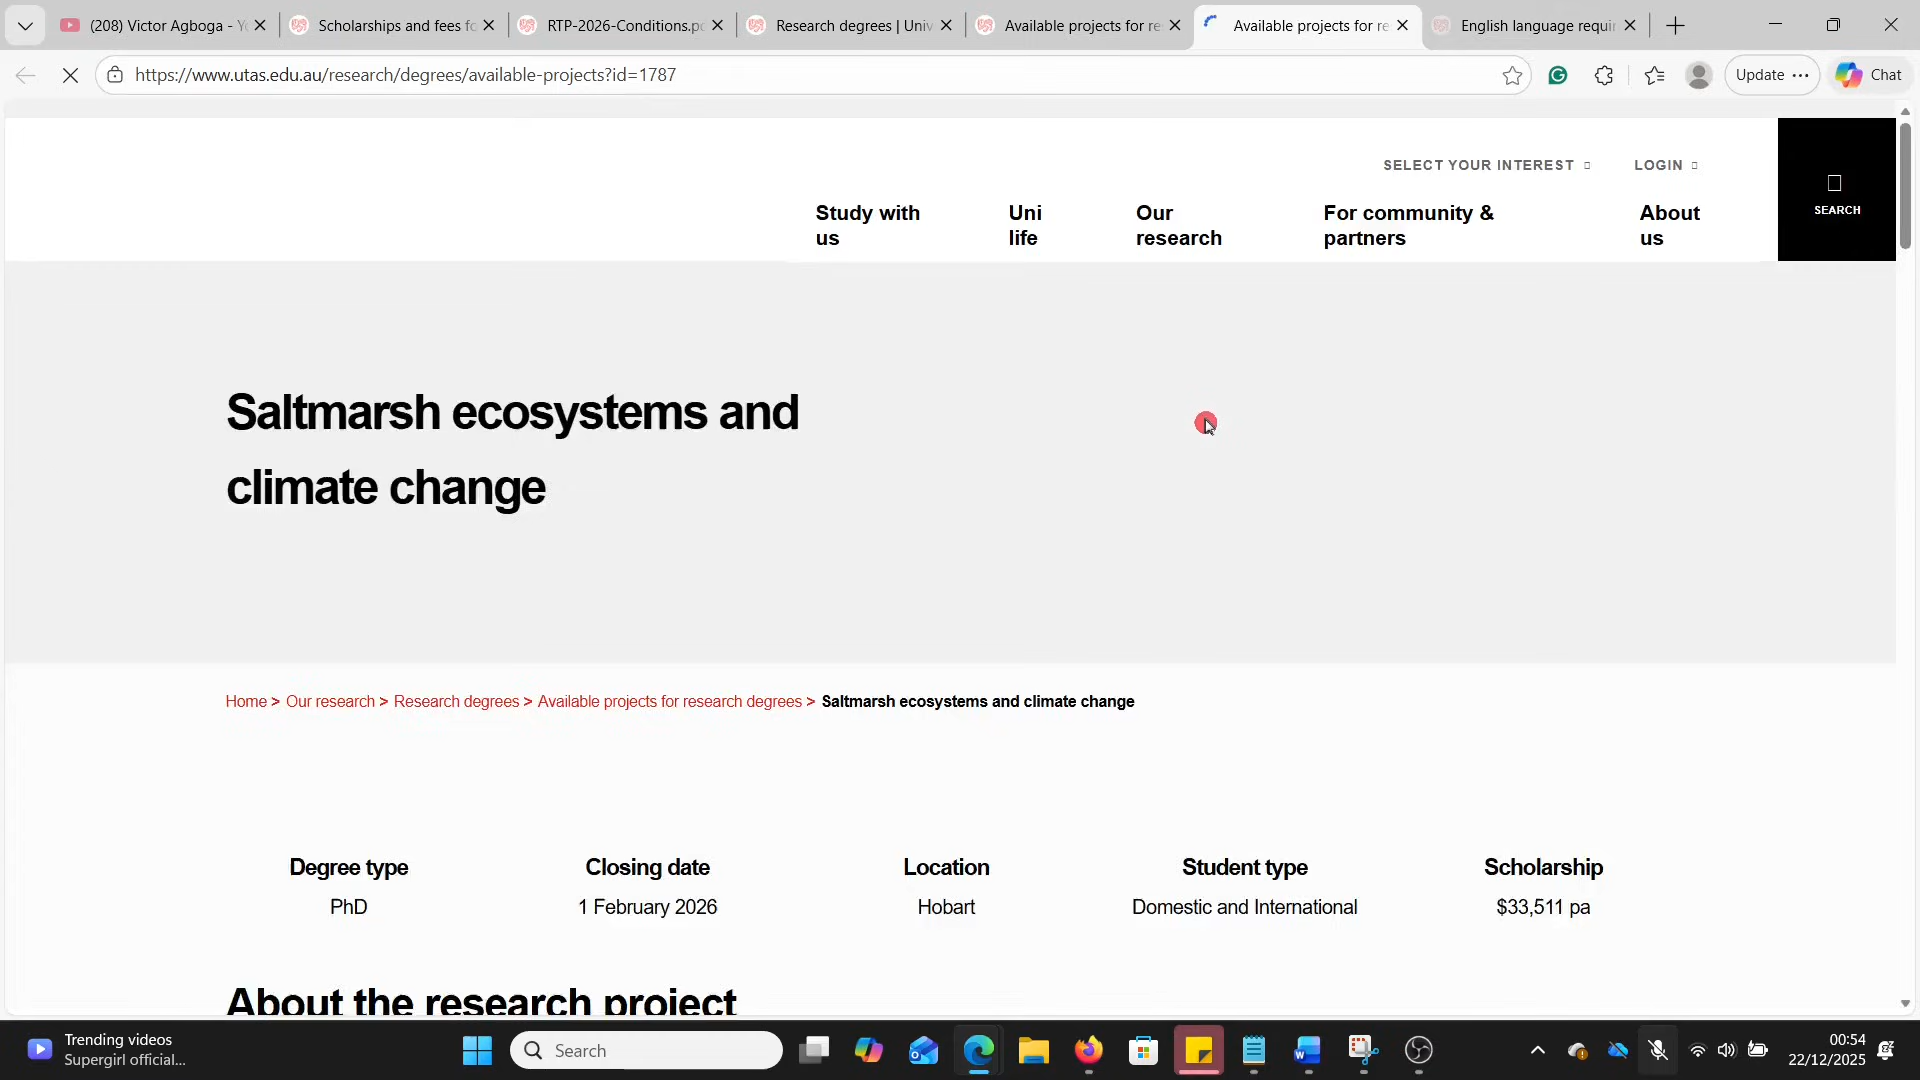 (208) Victor Agboga - Y
Scholarships and fees fo
RTP-2026-Conditions.p
Research degrees | Univ
Available projects for re
Available projects for re
English language requir
https://www.utas.edu.au/research/degrees/available-projects?id=1787
Update
Chat
SELECT YOUR INTEREST
LOGIN
SEARCH
Study with
us
Uni
life
Our
research
For community &
partners
About
us
Saltmarsh ecosystems and
climate change
Home > Our research > Research degrees > Available projects for research degrees > Saltmarsh ecosystems and climate change
Degree type
PhD
Closing date
1 February 2026
Location
Hobart
Student type
Domestic and International
Scholarship
$33,511 pa
About the research project
Trending videos
Supergirl official...
Search
00:54
22/12/2025